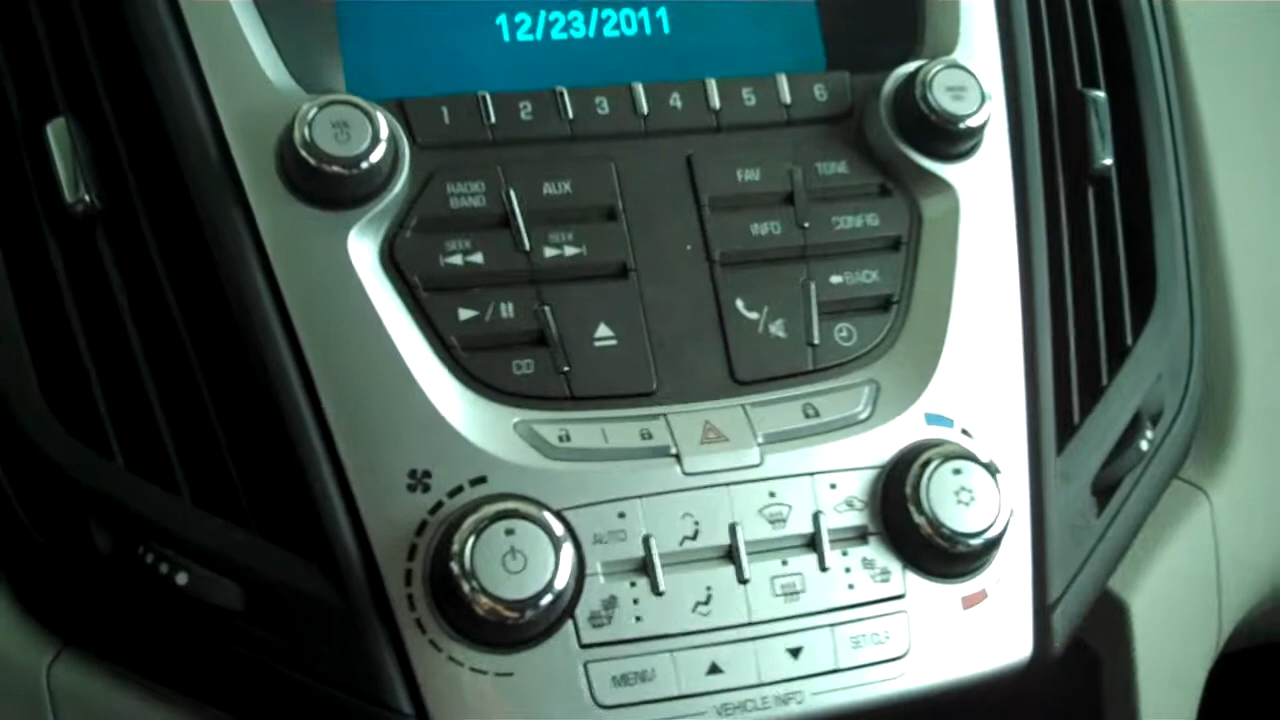 12/23/2011
1 2 3 4 5 6
RADIO BAND
AUX
FAV
TONE
SEEK
SEEK
INFO
CONFIG
BACK
CD
AUTO
MENU
SET/CLR
VEHICLE INFO